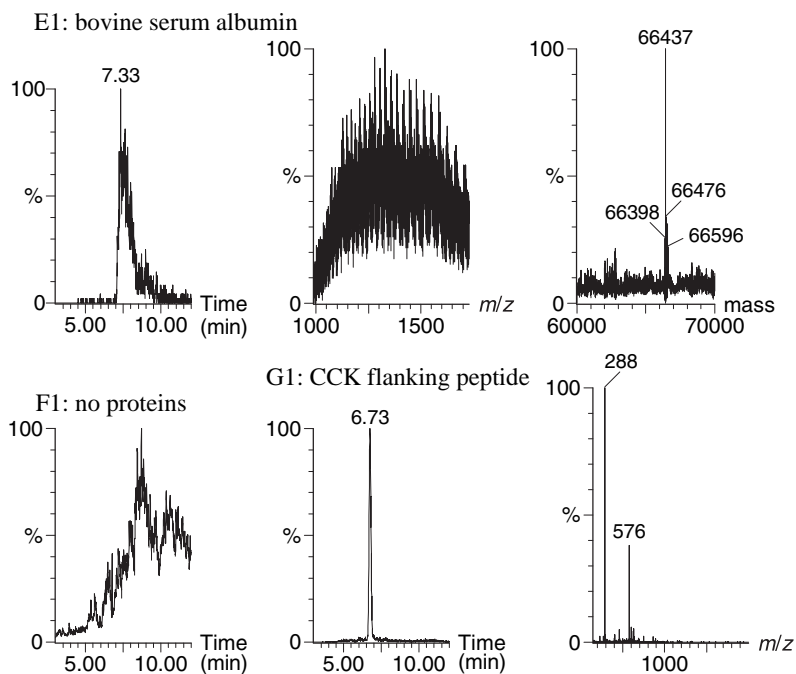 E1: bovine serum albumin
100
%
0
7.33
5.00 10.00
Time
(min)
100
%
0
1000 1500
m/z
100
%
0
66437
66476
66398
66596
60000 70000
mass
F1: no proteins
100
%
0
5.00 10.00
Time
(min)
G1: CCK flanking peptide
100
%
0
6.73
5.00 10.00
Time
(min)
100
%
0
288
576
1000
m/z